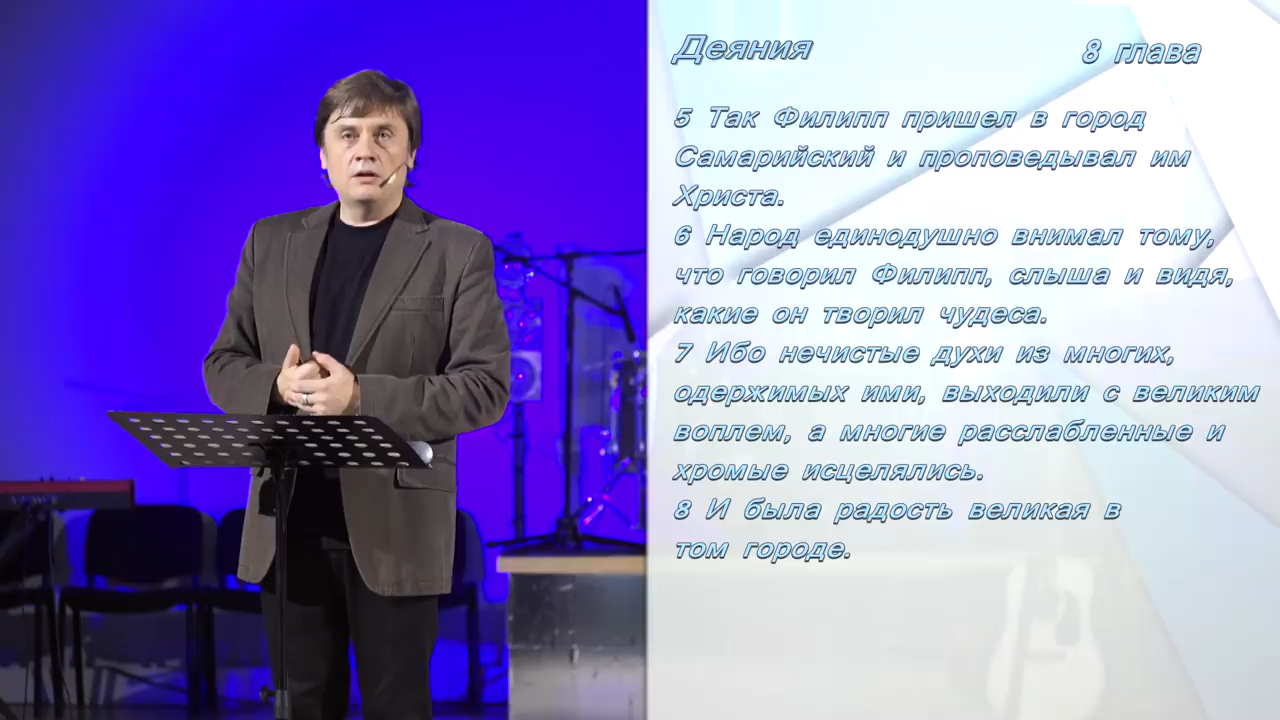 Деяния 8 глава
5 Так Филипп пришел в город
Самарийский и проповедывал им
Христа.
6 Народ единодушно внимал тому,
что говорил Филипп, слыша и видя,
какие он творил чудеса.
7 Ибо нечистые духи из многих,
одержимых ими, выходили с великим
воплем, а многие расслабленные и
хромые исцелялись.
8 И была радость великая в
том городе.